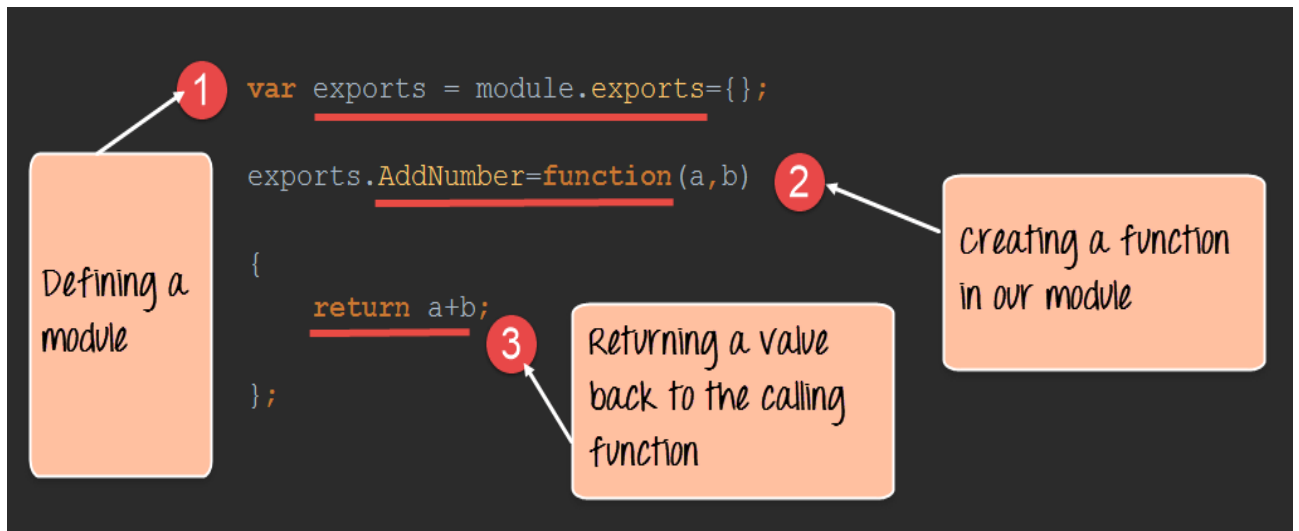 1
var exports = module.exports={};
exports.AddNumber=function(a,b)
2
{
return a+b;
3
};
Defining a
module
Creating a function
in our module
Returning a value
back to the calling
function